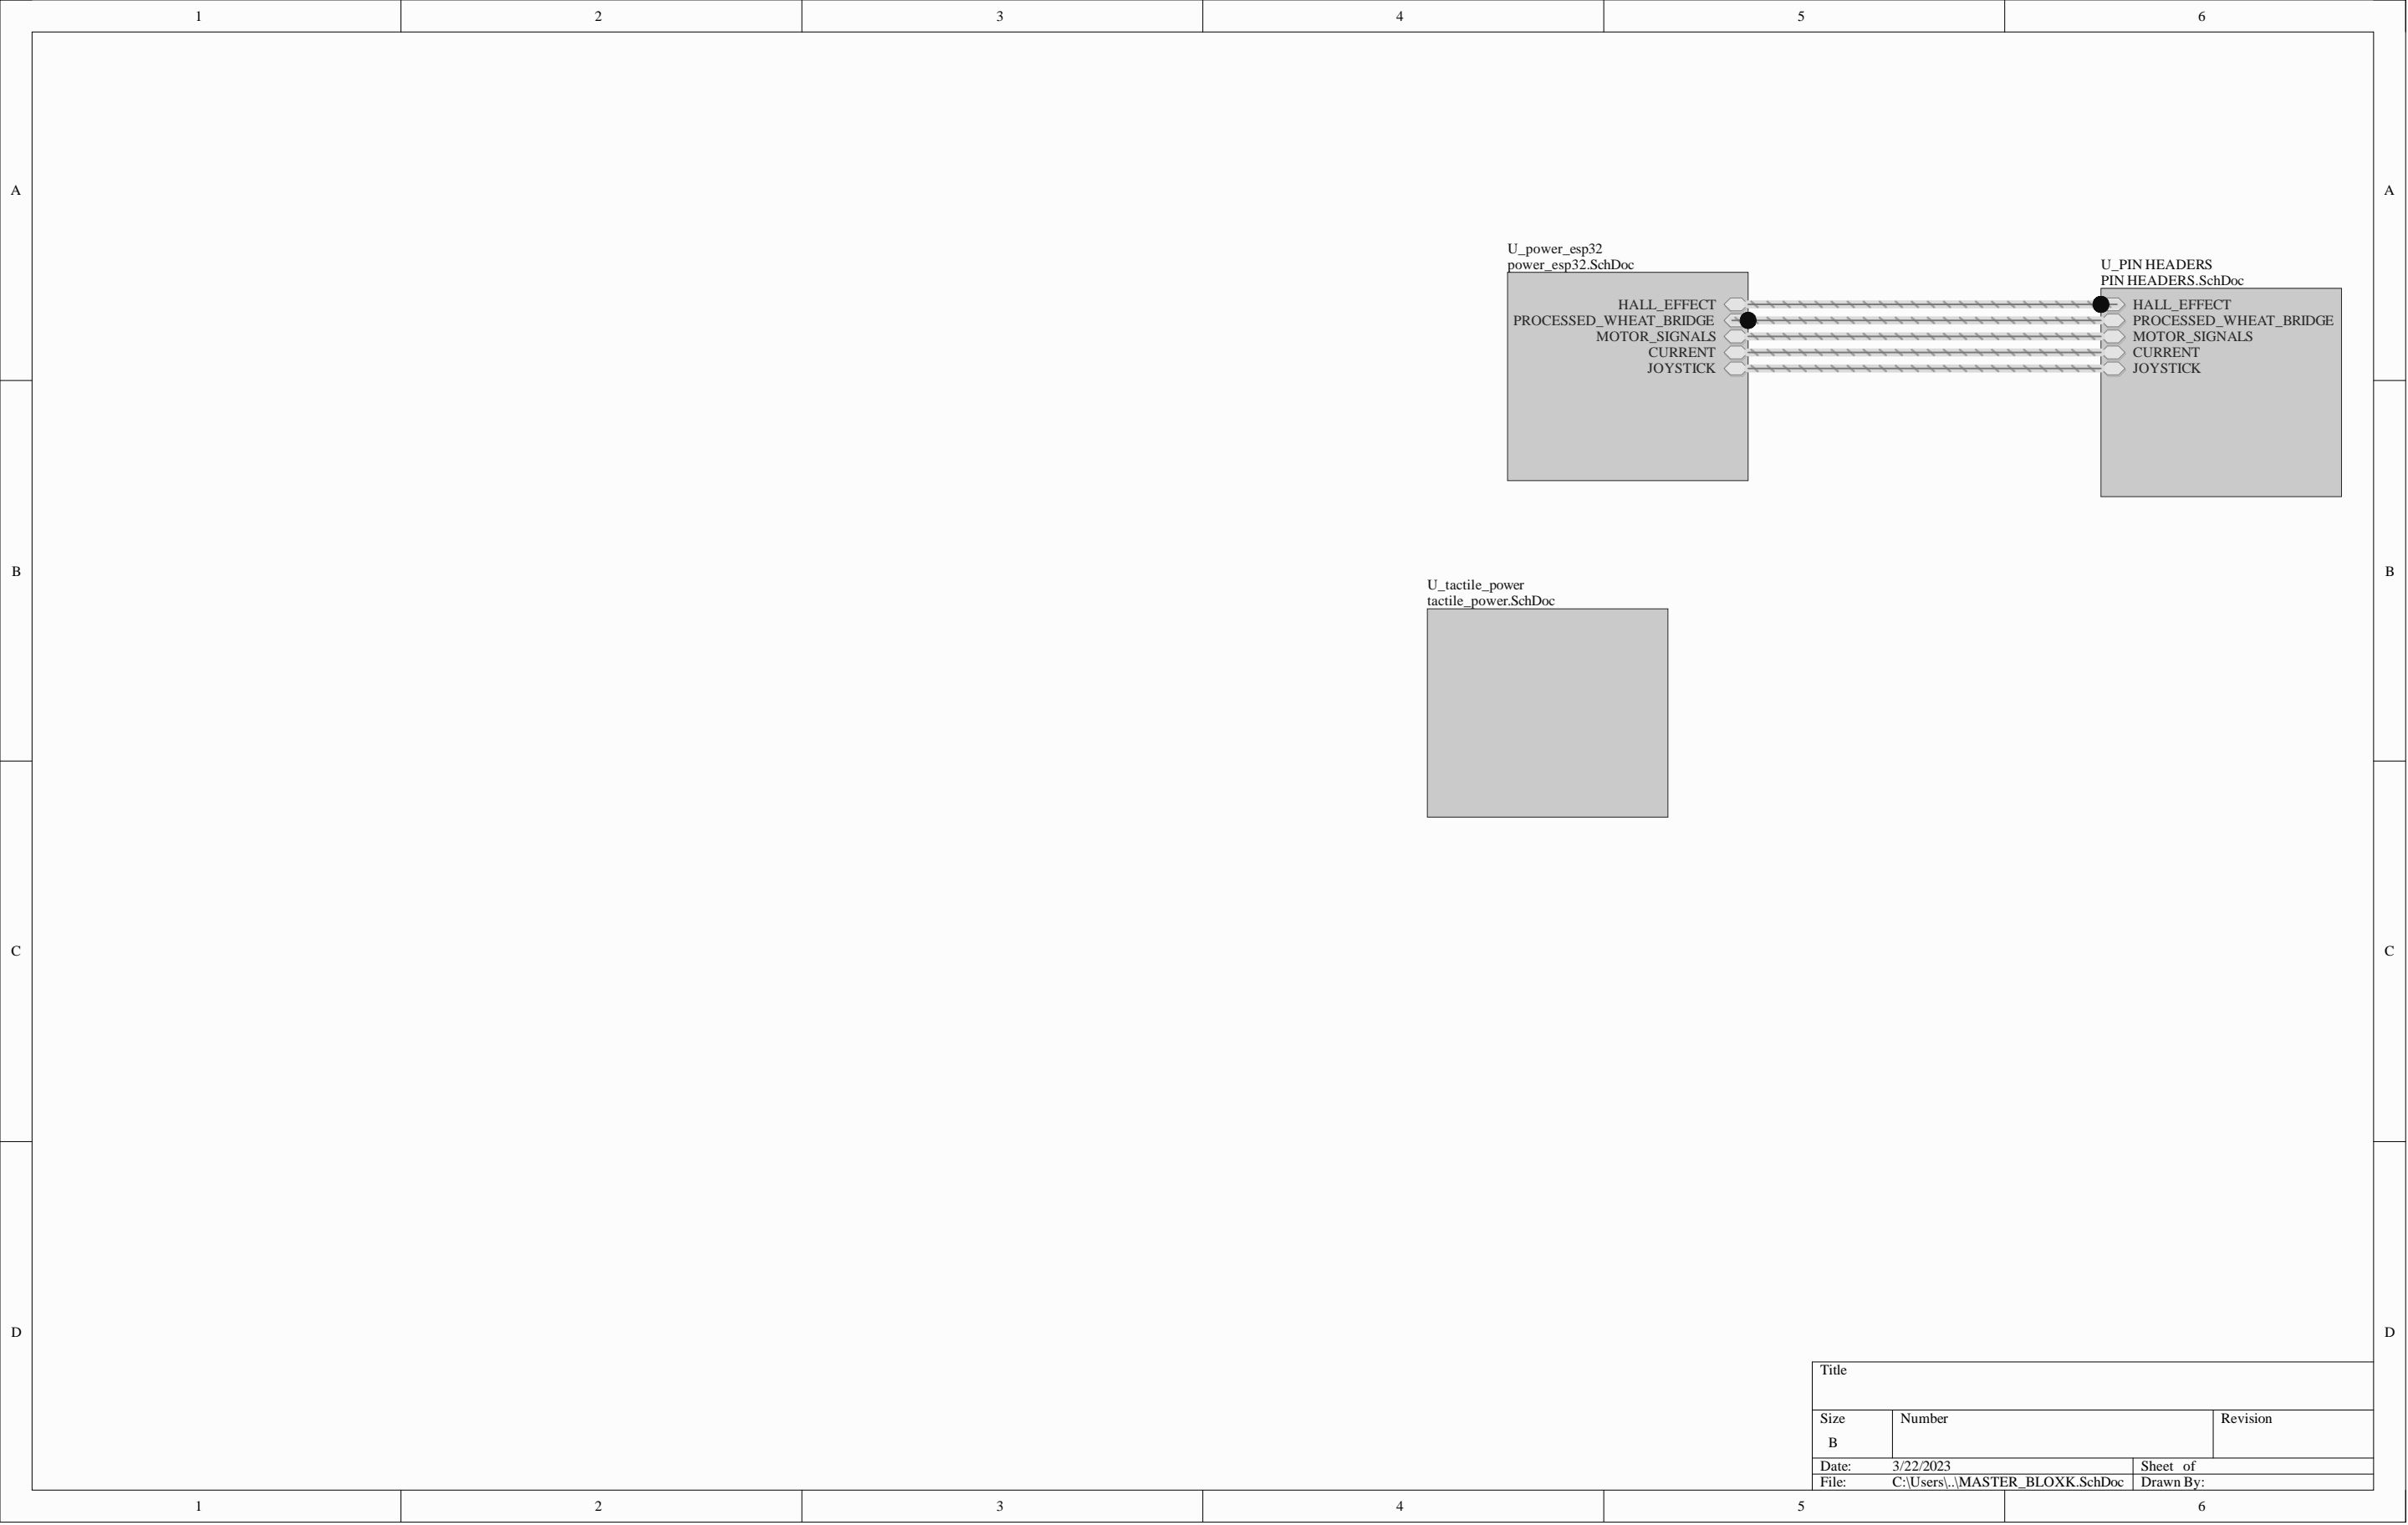 1 2 3 4 5 6
A A
U_power_esp32
power_esp32.SchDoc
HALL_EFFECT
PROCESSED_WHEAT_BRIDGE
MOTOR_SIGNALS
CURRENT
JOYSTICK
U_PIN HEADERS
PIN HEADERS.SchDoc
HALL_EFFECT
PROCESSED_WHEAT_BRIDGE
MOTOR_SIGNALS
CURRENT
JOYSTICK
B B
U_tactile_power
tactile_power.SchDoc
C C
D D
Title
Size Number Revision
B
Date: 3/22/2023 Sheet of
File: C:\Users\..\MASTER_BLOXK.SchDoc Drawn By:
1 2 3 4 5 6